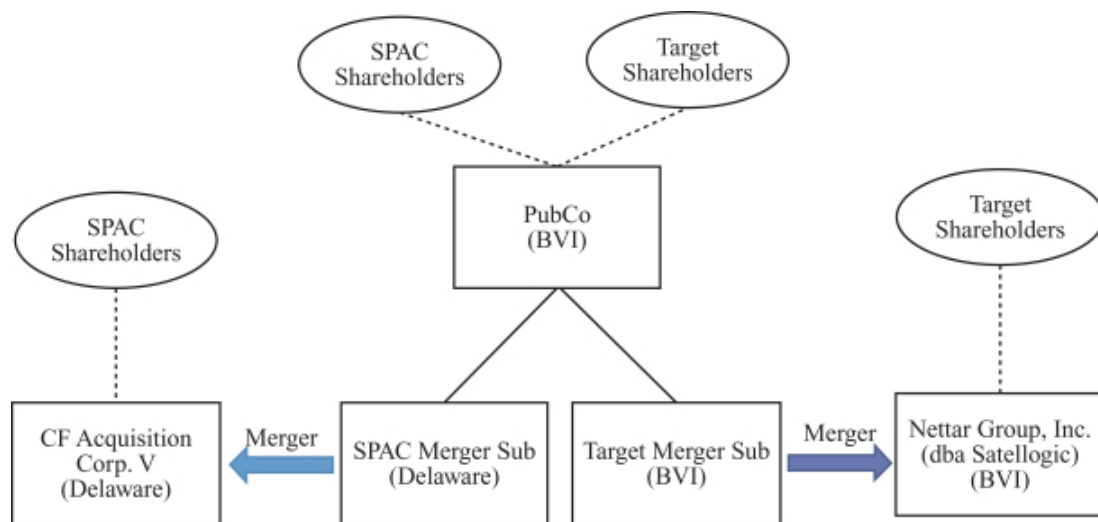 SPAC
Shareholders
Target
Shareholders
PubCo
(BVI)
SPAC
Shareholders
Target
Shareholders
CF Acquisition
Corp. V
(Delaware)
Merger
SPAC Merger Sub
(Delaware)
Target Merger Sub
(BVI)
Merger
Nettar Group, Inc.
(dba Satellogic)
(BVI)